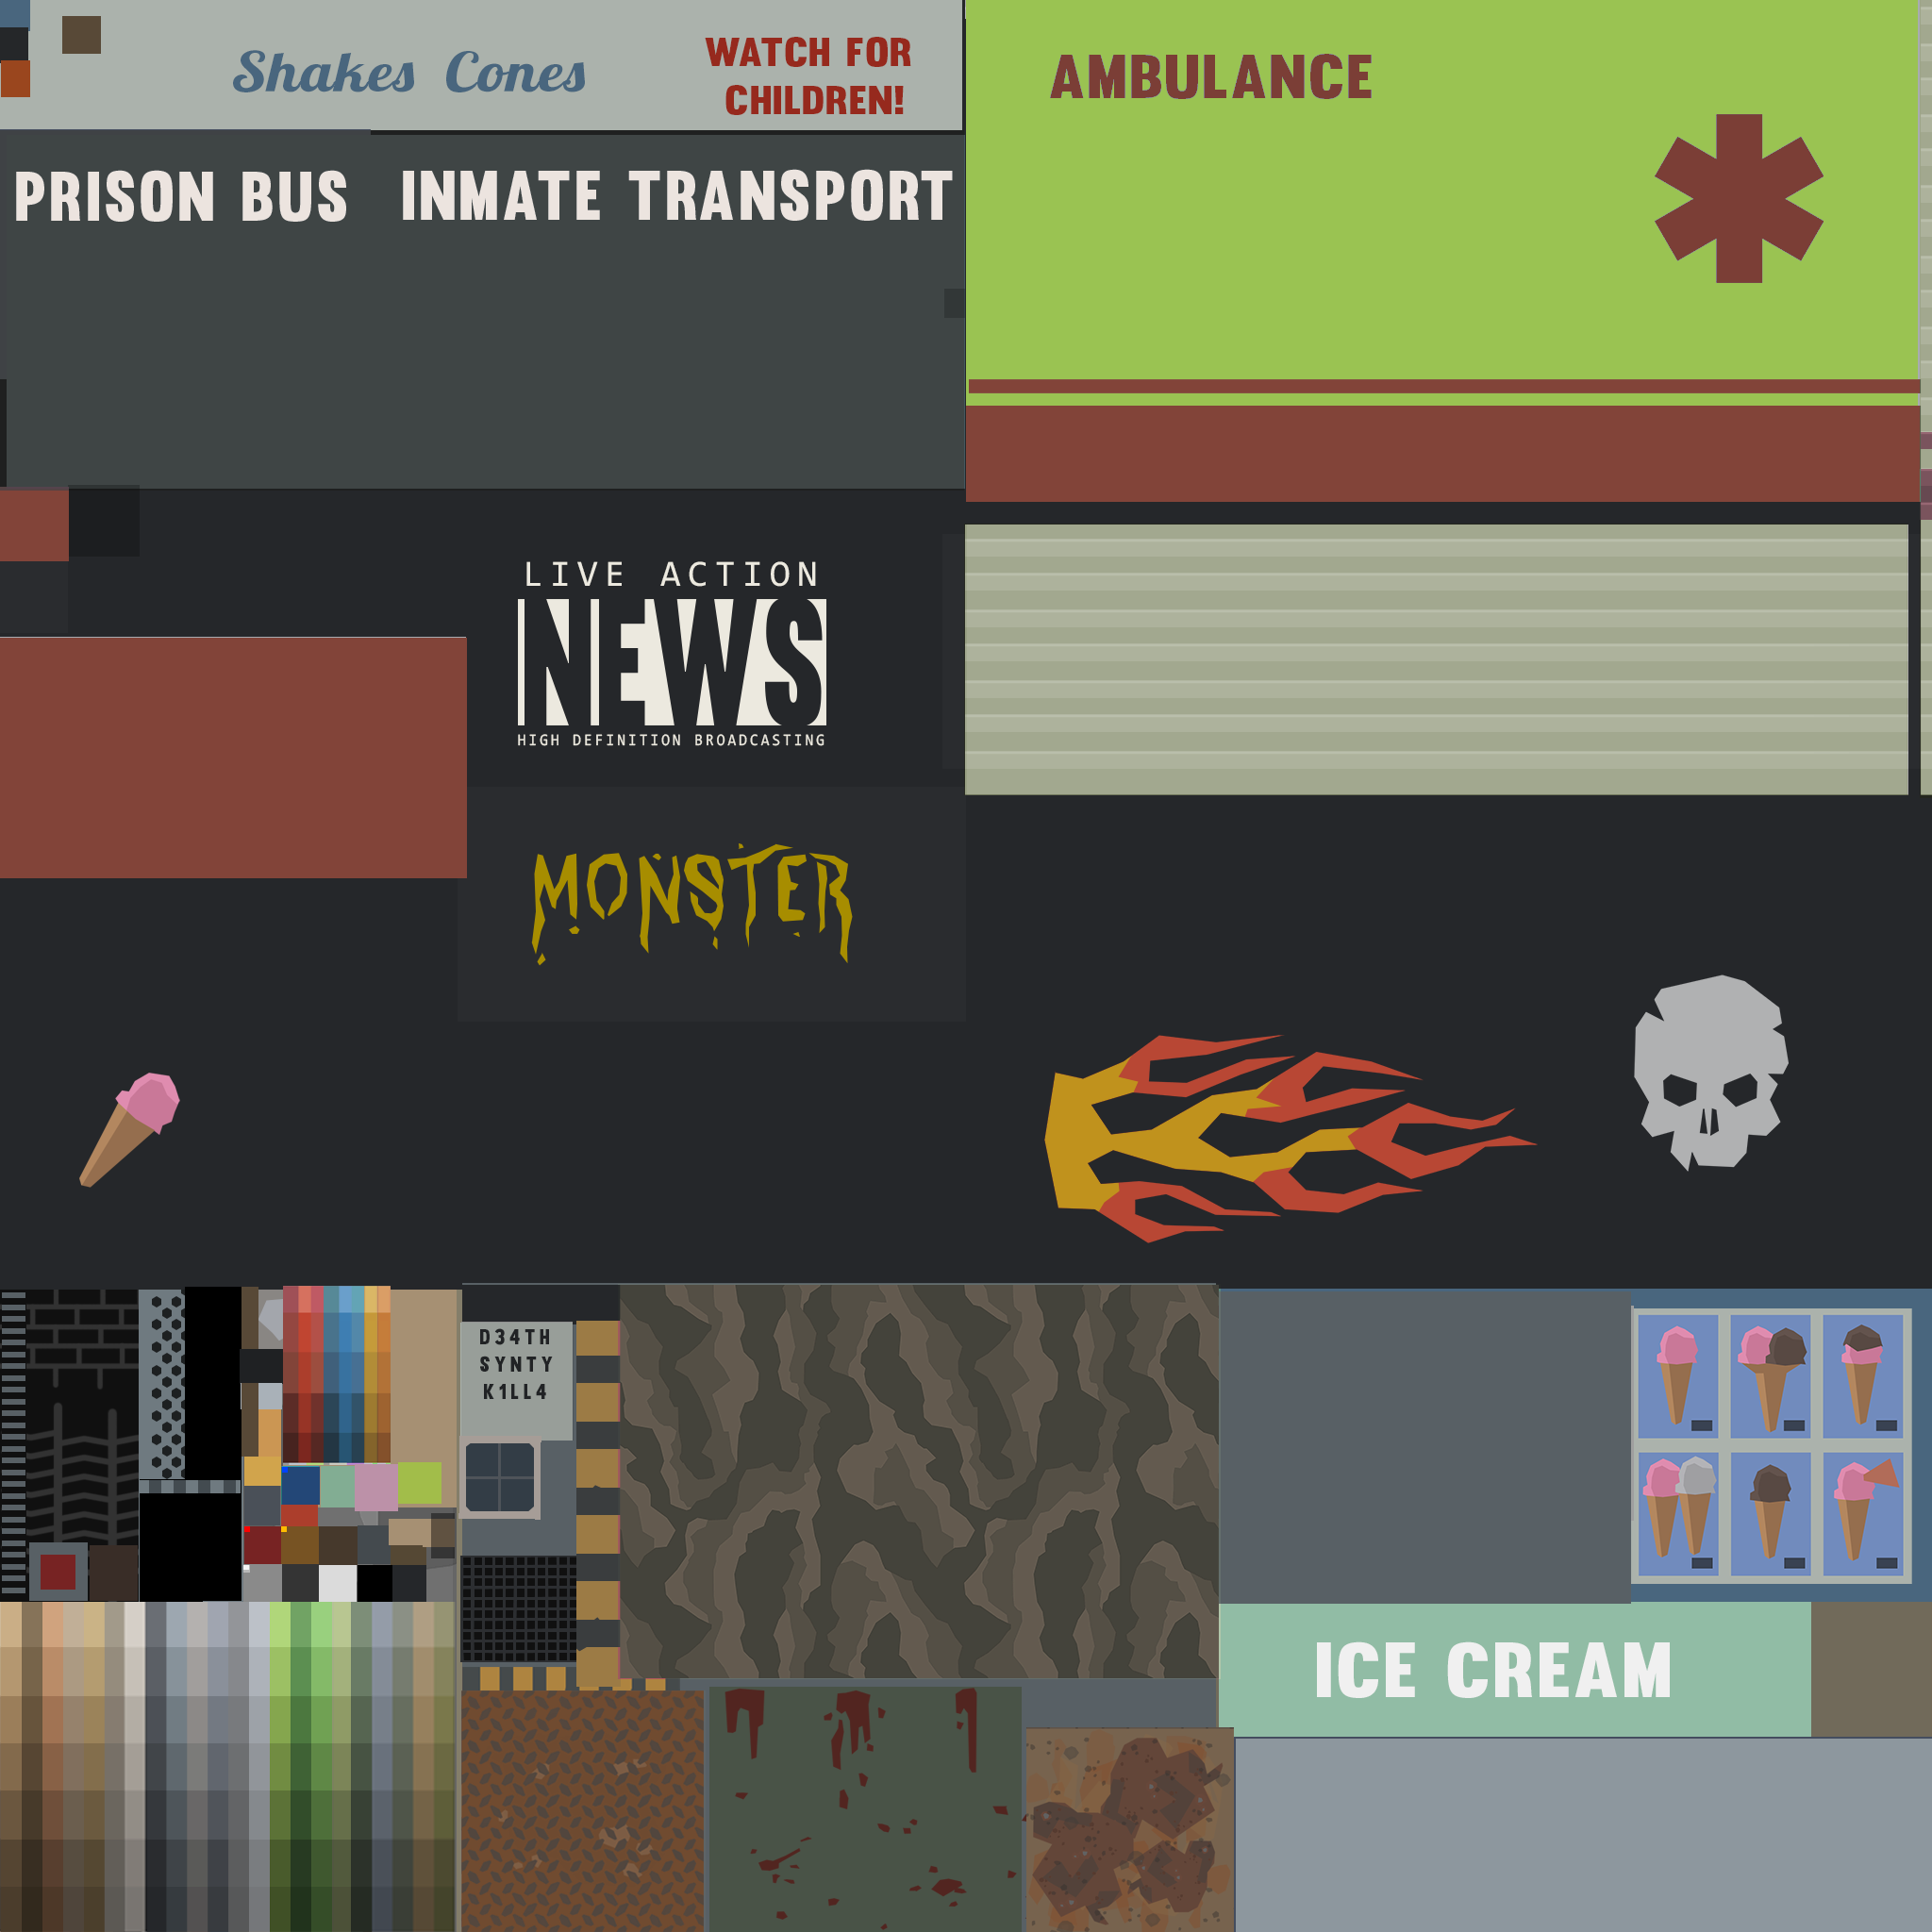 Shakes Cones
WATCH FOR
CHILDREN!
AMBULANCE
PRISON BUS
INMATE TRANSPORT
LIVE ACTION
NEWS
HIGH DEFINITION BROADCASTING
MONSTER
D34TH
SYNTY
K1LL4
ICE CREAM